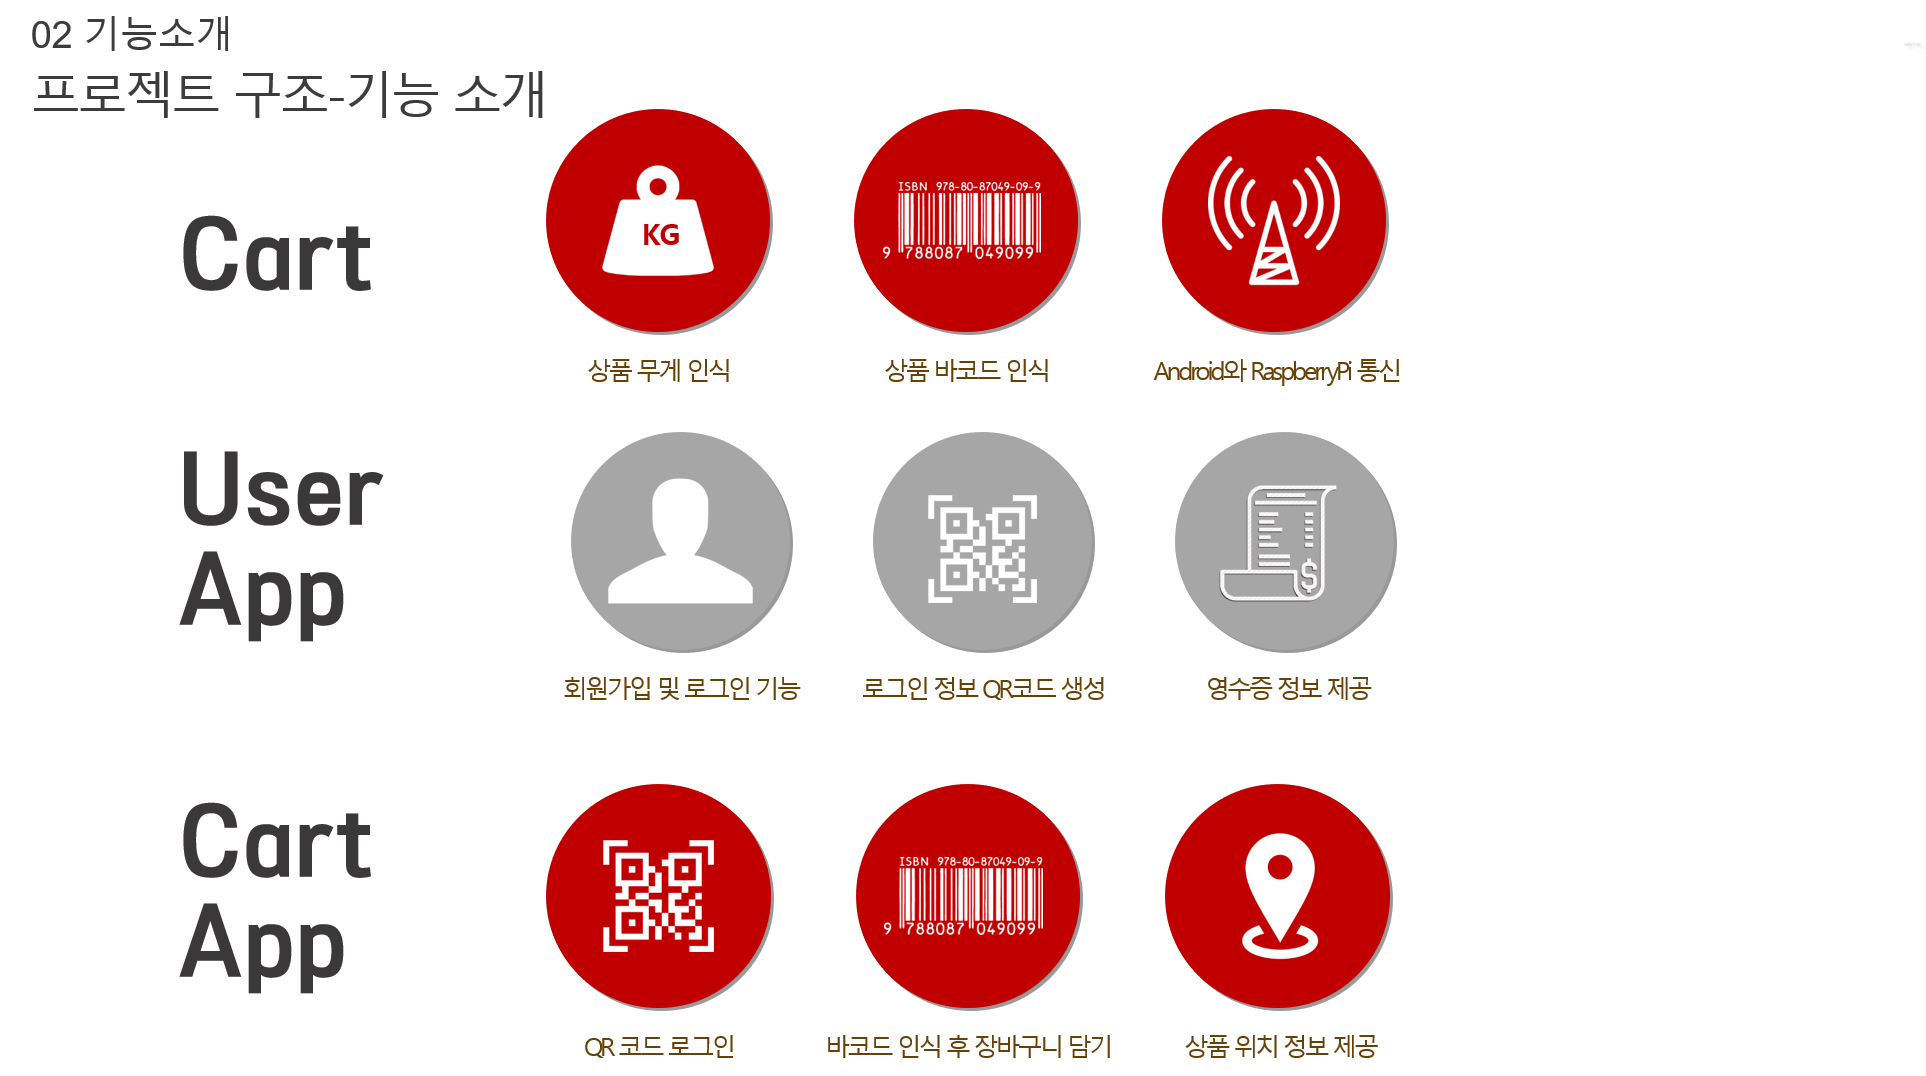 02 기능소개
프로젝트 구조-기능 소개
Cart
KG
ISBN 978-80-87049-09-9
9 788087 049099
상품 무게 인식
상품 바코드 인식
Android와 RaspberryPi 통신
User
App
$
회원가입 및 로그인 기능
로그인 정보 QR코드 생성
영수증 정보 제공
Cart
App
ISBN 978-80-87049-09-9
9 788087 049099
QR 코드 로그인
바코드 인식 후 장바구니 담기
상품 위치 정보 제공